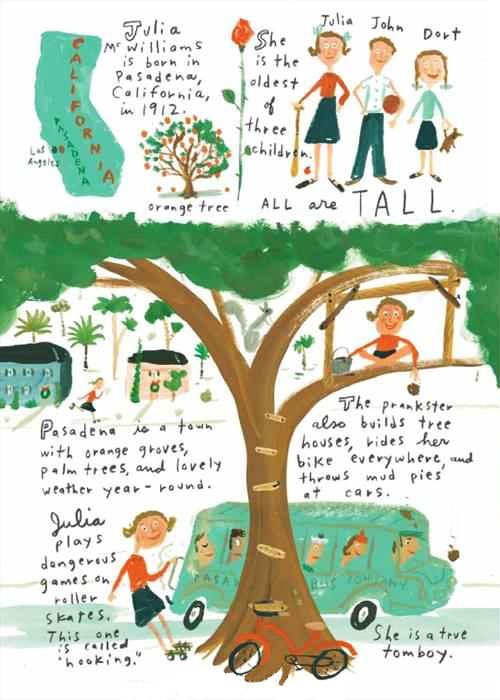 CALIFORNIA
PASADENA
Los
Angeles
Julia
McWilliams
is born in
Pasadena,
California,
in 1912.
orange tree
She
is the
oldest
of
three
children.
Julia
John
Dort
ALL are TALL.
Pasadena is a town
with orange groves,
palm trees, and lovely
weather year-round.
The prankster
also builds tree
houses, rides her
bike everywhere, and
throws mud pies
at cars.
Julia
plays
dangerous
games on
roller
skates.
This one
is called
"hooking."
PASA
BUS COMPANY
She is a true
tomboy.